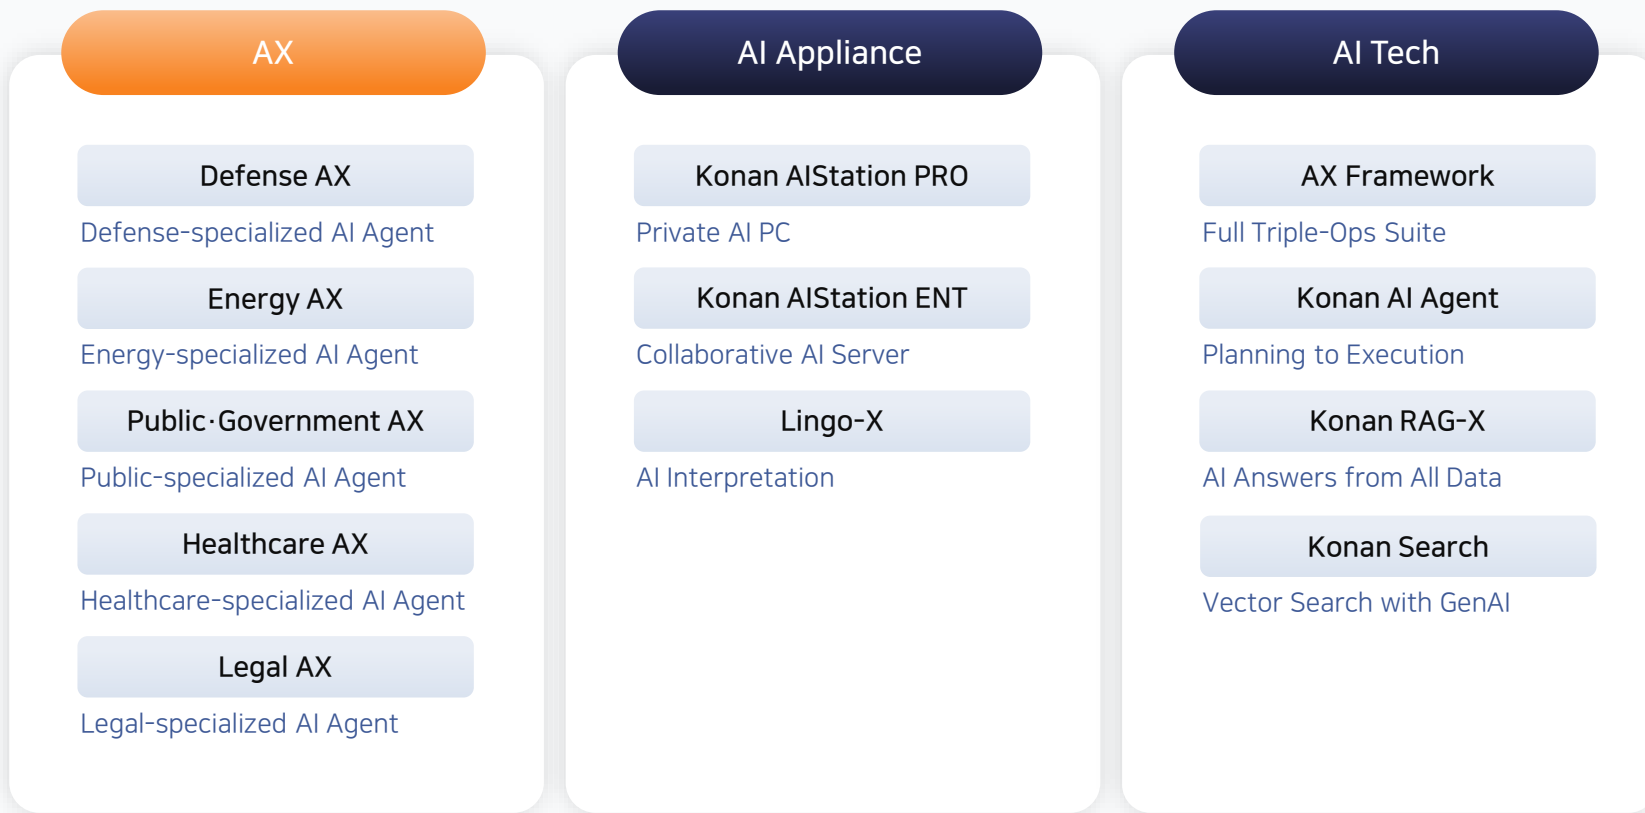 AX
Defense AX
Defense-specialized AI Agent
Energy AX
Energy-specialized AI Agent
Public·Government AX
Public-specialized AI Agent
Healthcare AX
Healthcare-specialized AI Agent
Legal AX
Legal-specialized AI Agent
AI Appliance
Konan AIStation PRO
Private AI PC
Konan AIStation ENT
Collaborative AI Server
Lingo-X
AI Interpretation
AI Tech
AX Framework
Full Triple-Ops Suite
Konan AI Agent
Planning to Execution
Konan RAG-X
AI Answers from All Data
Konan Search
Vector Search with GenAI